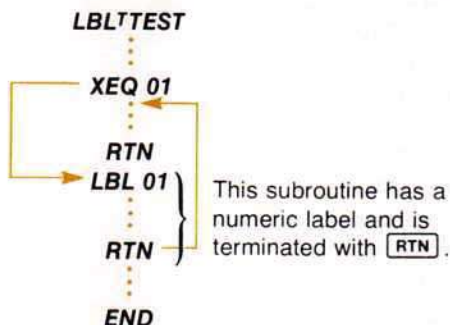 LBLᵀTEST
XEQ 01
RTN
LBL 01
This subroutine has a
numeric label and is
RTN
terminated with RTN .
END